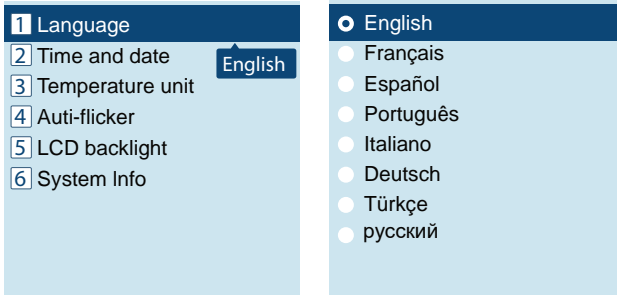 1 Language
2 Time and date
English
3 Temperature unit
4 Auti-flicker
5 LCD backlight
6 System Info
English
Français
Español
Português
Italiano
Deutsch
Türkçe
русский